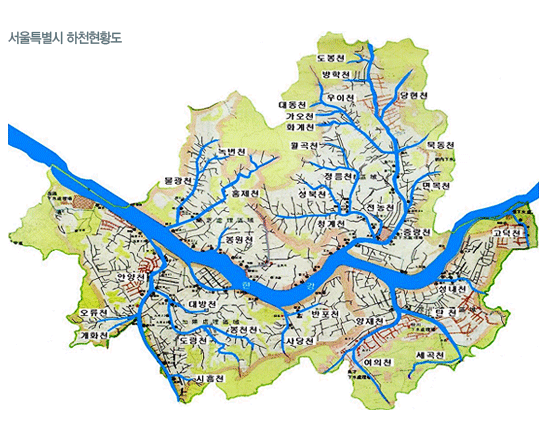 서울특별시 하천현황도
도봉천
방학천
우이천
당현천
대동천
가오천
화계천
월곡천
묵동천
녹번천
정릉천
면목천
불광천
홍제천
성북천
전농천
청계천
중랑천
봉원천
고덕천
안양천
한강
성내천
대방천
탄천
오류천
반포천
양재천
개화천
도림천
봉천천
사당천
세곡천
여의천
시흥천